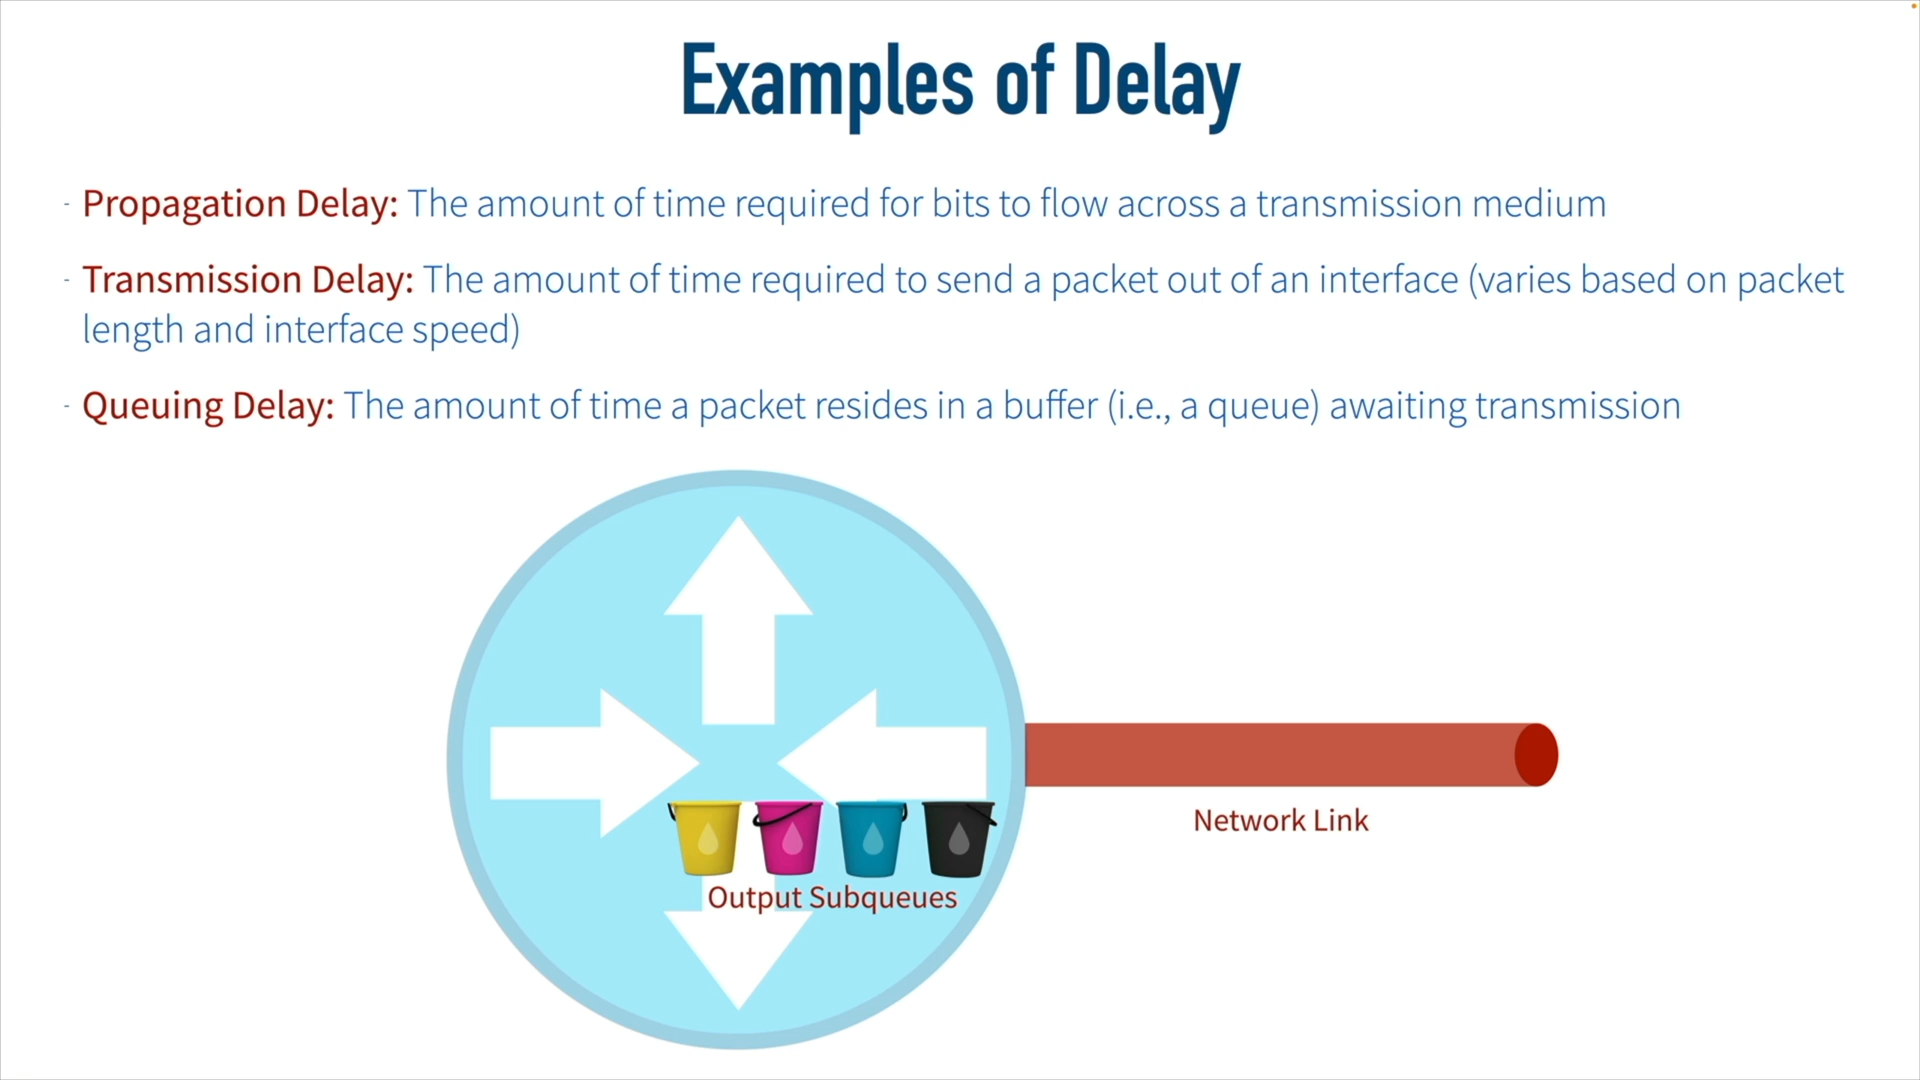 Examples of Delay
- Propagation Delay: The amount of time required for bits to flow across a transmission medium
- Transmission Delay: The amount of time required to send a packet out of an interface (varies based on packet
length and interface speed)
- Queuing Delay: The amount of time a packet resides in a buffer (i.e., a queue) awaiting transmission
Network Link
Output Subqueues